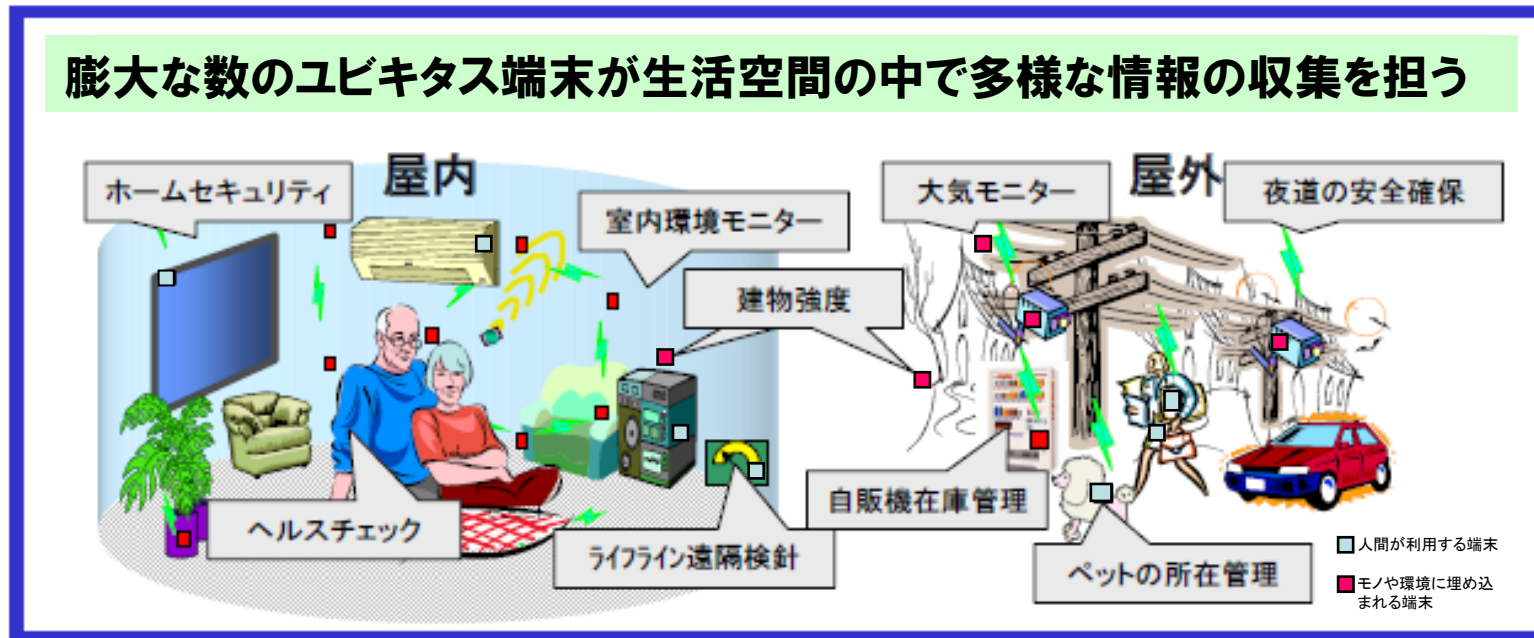 膨大な数のユビキタス端末が生活空間の中で多様な情報の収集を担う
屋内
ホームセキュリティ
室内環境モニター
建物強度
ヘルスチェック
ライフライン遠隔検針
屋外
大気モニター
夜道の安全確保
自販機在庫管理
ペットの所在管理
人間が利用する端末
モノや環境に埋め込
まれる端末